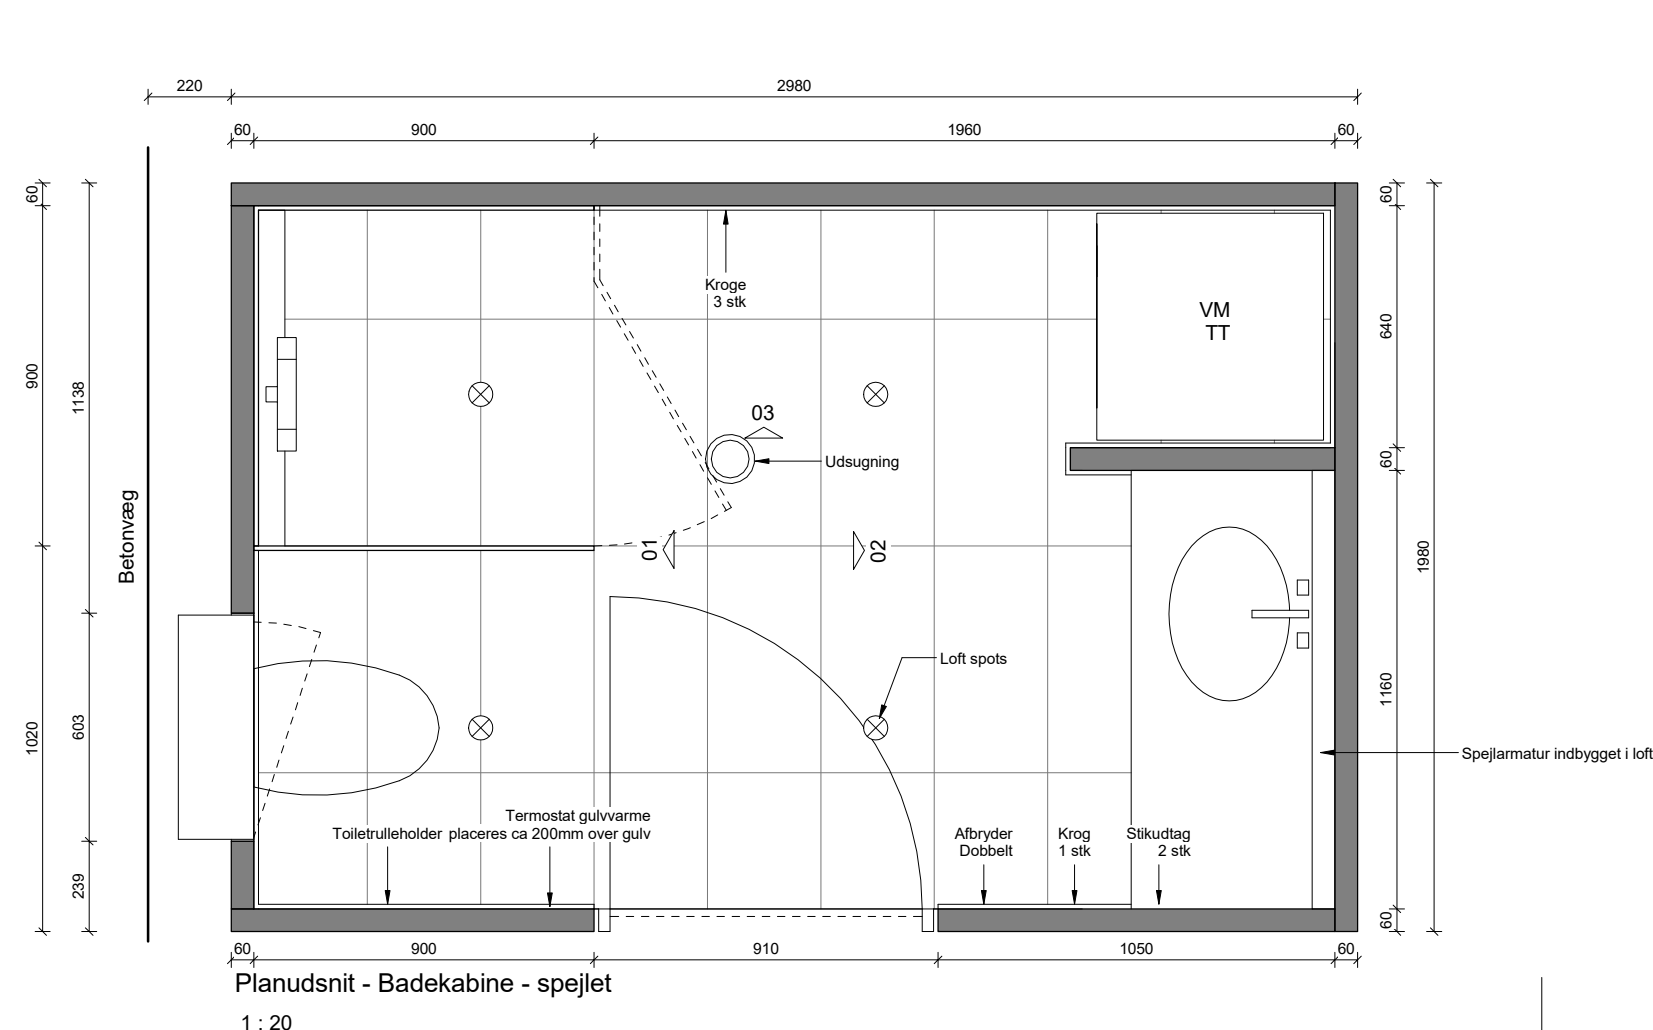 220
2980
60
900
1960
60
60
900
1020
1138
603
239
Betonvæg
Kroge
3 stk
VM
TT
03
Udsugning
01
02
Loft spots
60
640
60
1160
60
1980
Spejlarmatur indbygget i loft
Termostat gulvvarme
Toiletrulleholder placeres ca 200mm over gulv
Afbryder
Dobbelt
Krog
1 stk
Stikudtag
2 stk
60
900
910
1050
60
Planudsnit - Badekabine - spejlet
1 : 20